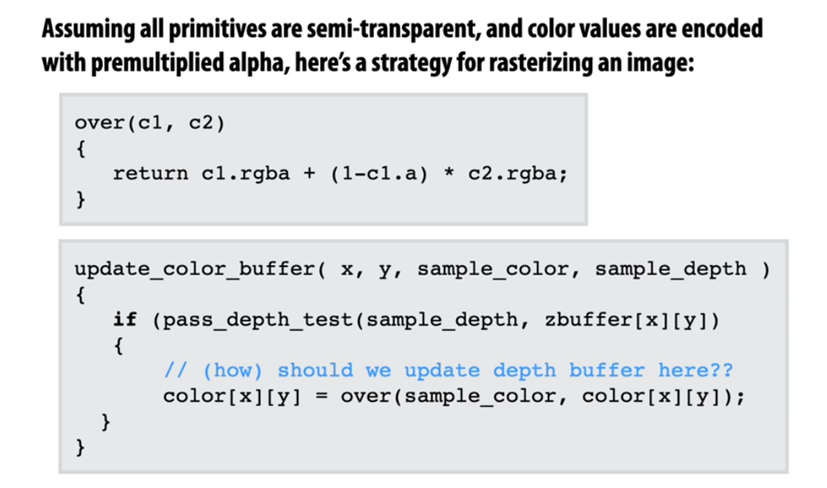 Assuming all primitives are semi-transparent, and color values are encoded
with premultiplied alpha, here's a strategy for rasterizing an image:
over(c1, c2)
{
return c1.rgba + (1-c1.a) * c2.rgba;
}
update_color_buffer( x, y, sample_color, sample_depth )
{
if (pass_depth_test(sample_depth, zbuffer[x][y])
{
// (how) should we update depth buffer here??
color[x][y] = over(sample_color, color[x][y]);
}
}